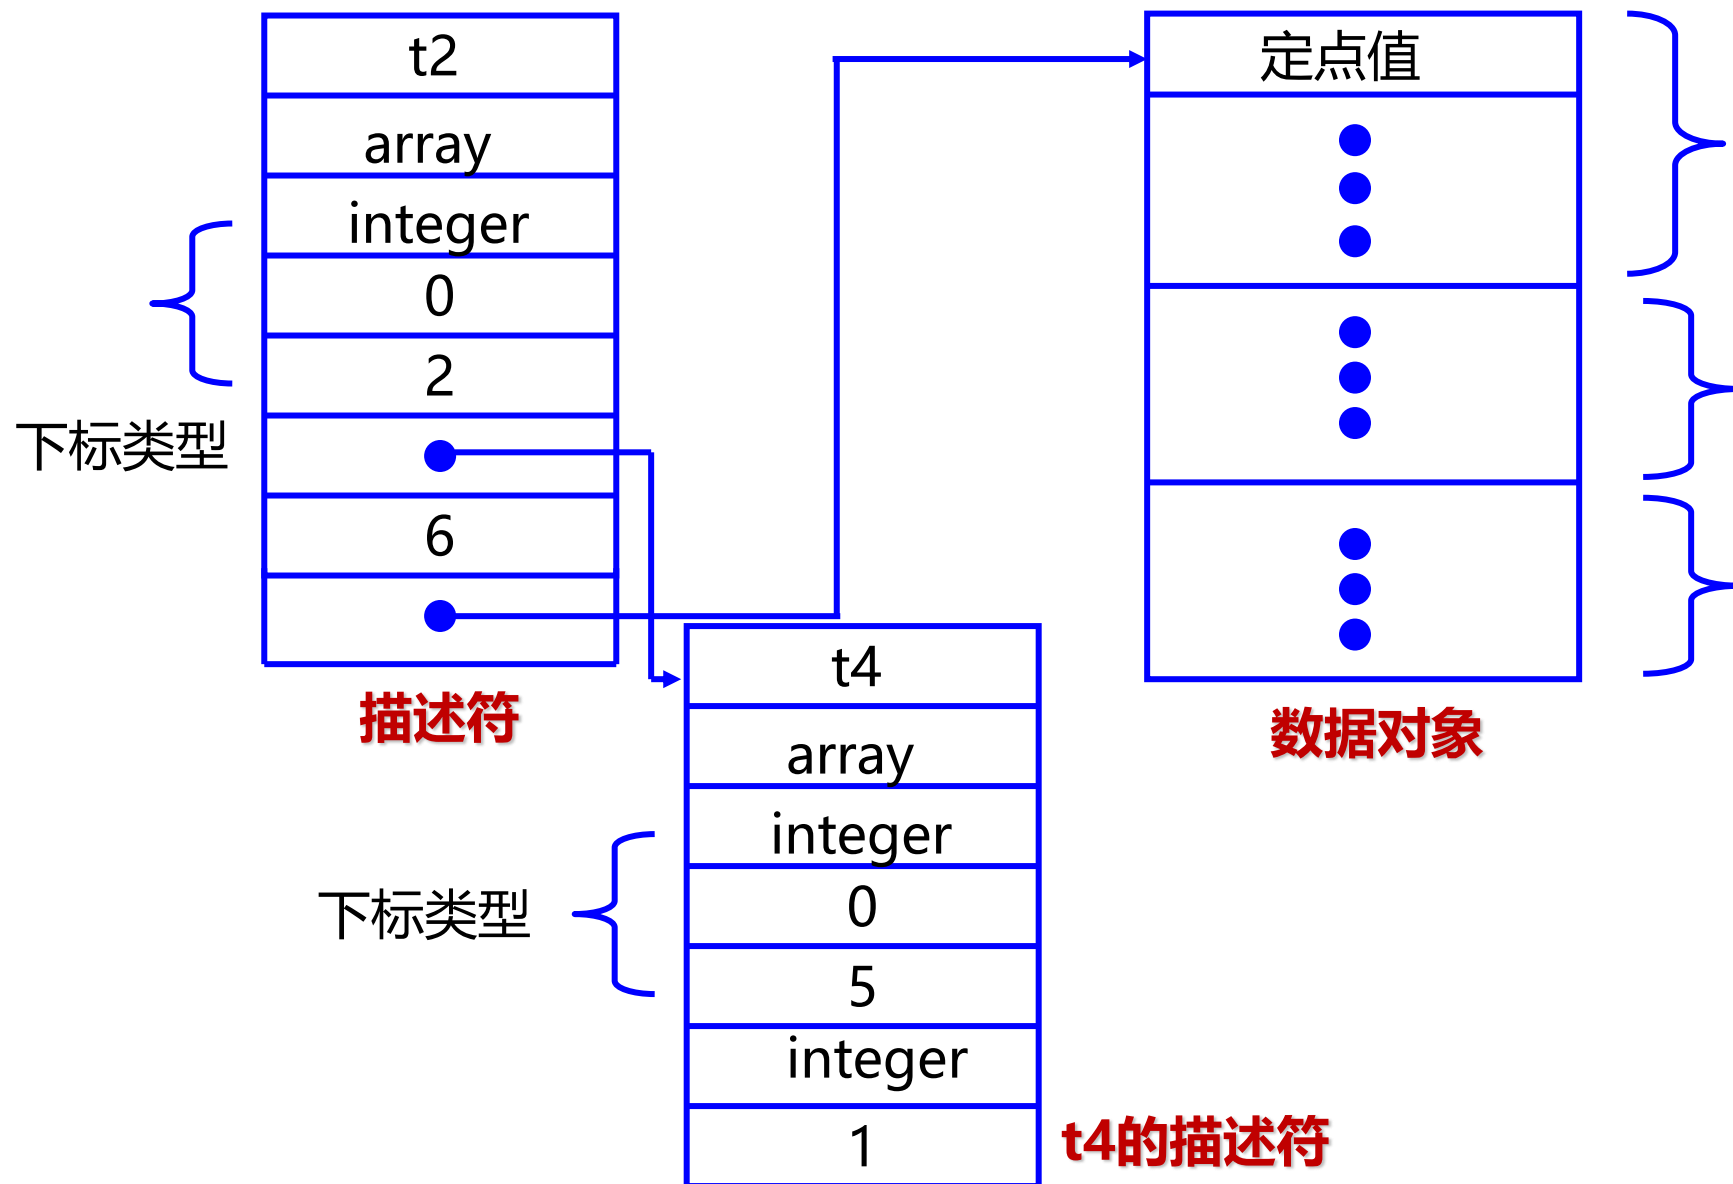 t2
array
integer
0
2
6
下标类型
描述符
定点值
数据对象
t4
array
integer
0
5
integer
1
下标类型
t4的描述符